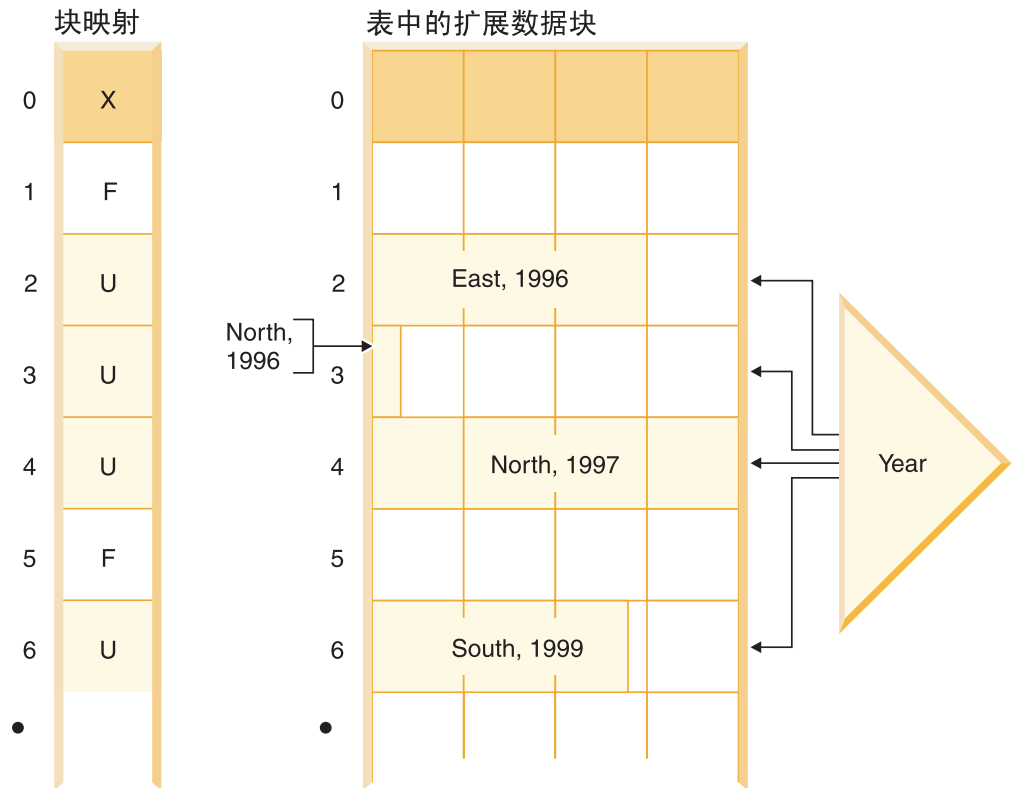 块映射
表中的扩展数据块
0 X 0
1 F 1
2 U 2 East, 1996
North,
1996
3 U 3
4 U 4 North, 1997
Year
5 F 5
6 U 6 South, 1999